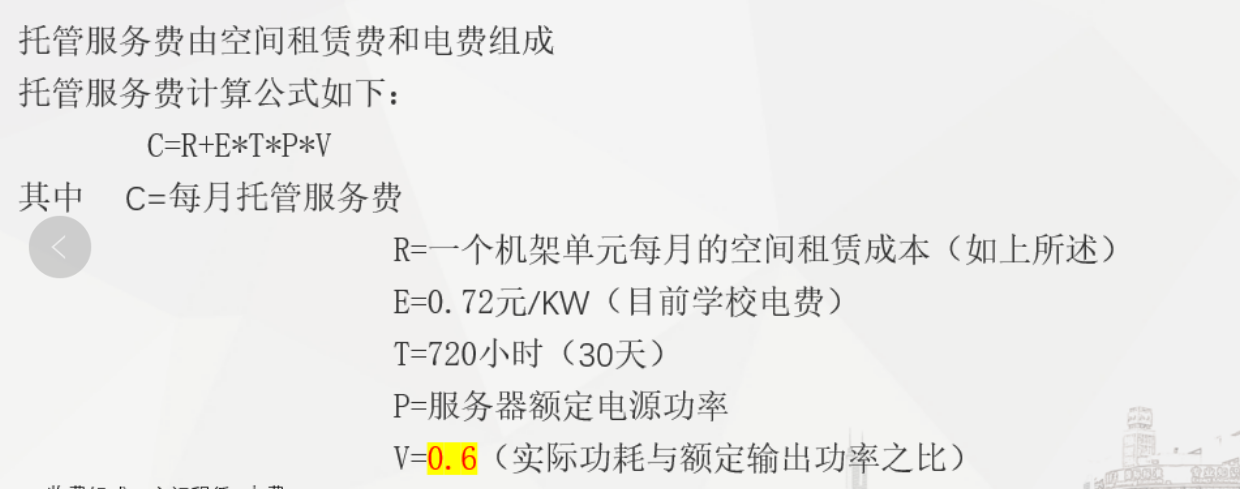 托管服务费由空间租赁费和电费组成
托管服务费计算公式如下：
C=R+E*T*P*V
其中 C=每月托管服务费
R=一个机架单元每月的空间租赁成本（如上所述）
E=0.72元/KW（目前学校电费）
T=720小时（30天）
P=服务器额定电源功率
V=0.6（实际功耗与额定输出功率之比）